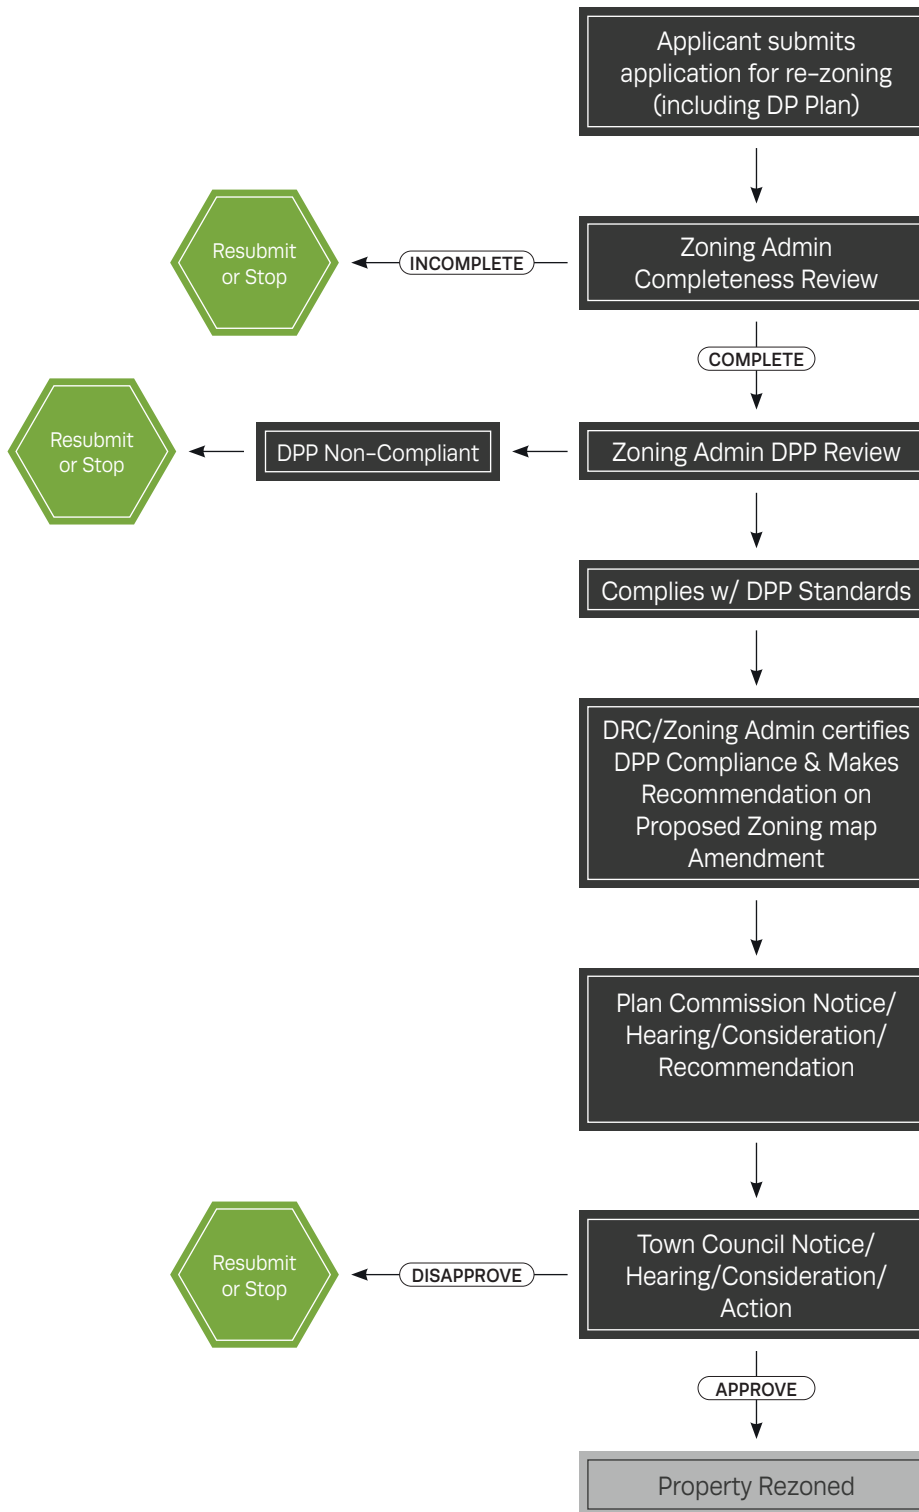 Applicant submits
application for re-zoning
(including DP Plan)
Resubmit
or Stop
INCOMPLETE
Zoning Admin
Completeness Review
COMPLETE
Resubmit
or Stop
DPP Non-Compliant
Zoning Admin DPP Review
Complies w/ DPP Standards
DRC/Zoning Admin certifies
DPP Compliance & Makes
Recommendation on
Proposed Zoning map
Amendment
Plan Commission Notice/
Hearing/Consideration/
Recommendation
Resubmit
or Stop
DISAPPROVE
Town Council Notice/
Hearing/Consideration/
Action
APPROVE
Property Rezoned